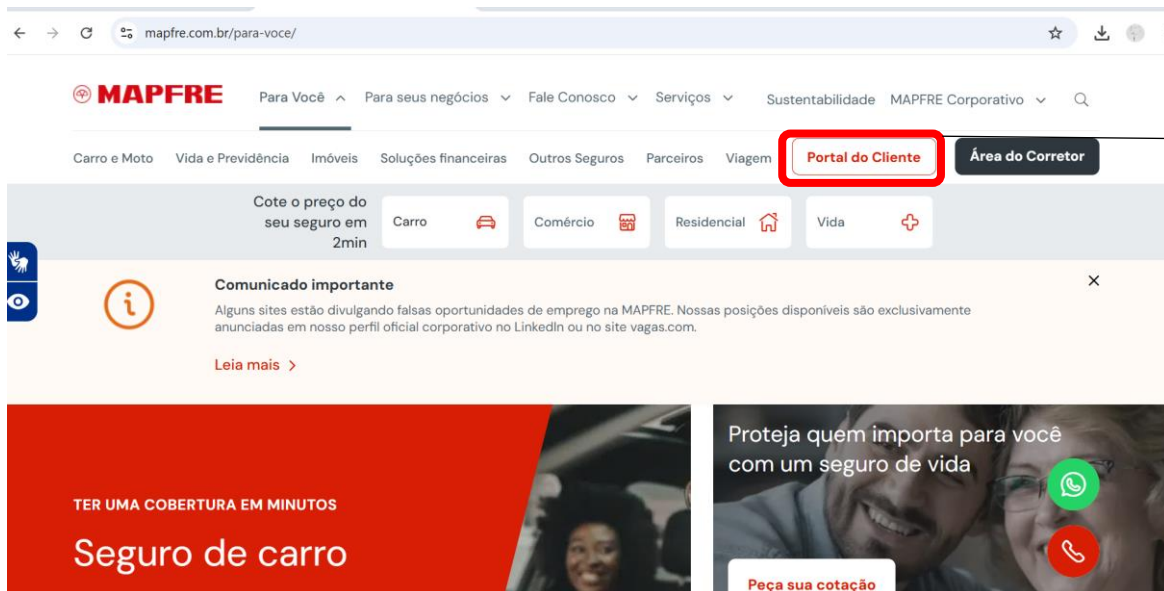 mapfre.com.br/para-voce/
MAPFRE
Para Você
Para seus negócios
Fale Conosco
Serviços
Sustentabilidade
MAPFRE Corporativo
Carro e Moto
Vida e Previdência
Imóveis
Soluções financeiras
Outros Seguros
Parceiros
Viagem
Portal do Cliente
Área do Corretor
Cote o preço do
seu seguro em
2min
Carro
Comércio
Residencial
Vida
Comunicado importante
Alguns sites estão divulgando falsas oportunidades de emprego na MAPFRE. Nossas posições disponíveis são exclusivamente
anunciadas em nosso perfil oficial corporativo no LinkedIn ou no site vagas.com.
Leia mais
TER UMA COBERTURA EM MINUTOS
Seguro de carro
Proteja quem importa para você
com um seguro de vida
Peça sua cotação